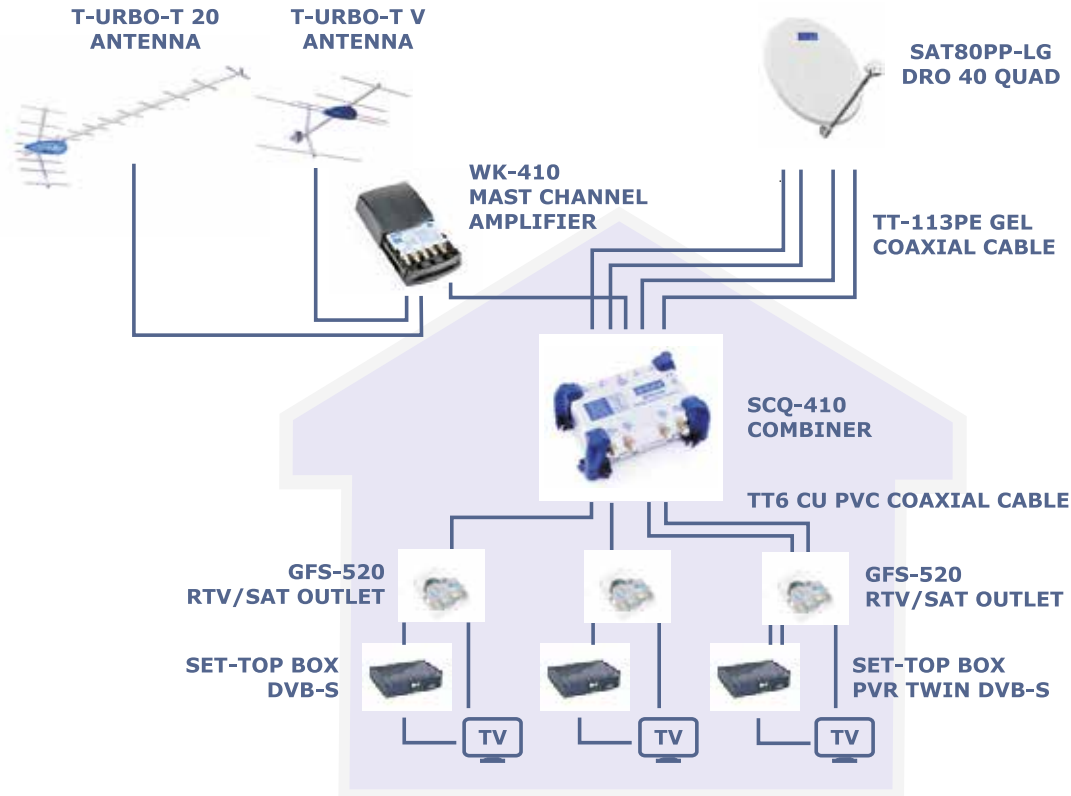 T-URBO-T 20
ANTENNA
T-URBO-T V
ANTENNA
SAT80PP-LG
DRO 40 QUAD
WK-410
MAST CHANNEL
AMPLIFIER
TT-113PE GEL
COAXIAL CABLE
SCQ-410
COMBINER
TT6 CU PVC COAXIAL CABLE
GFS-520
RTV/SAT OUTLET
GFS-520
RTV/SAT OUTLET
SET-TOP BOX
DVB-S
SET-TOP BOX
PVR TWIN DVB-S
TV
TV
TV